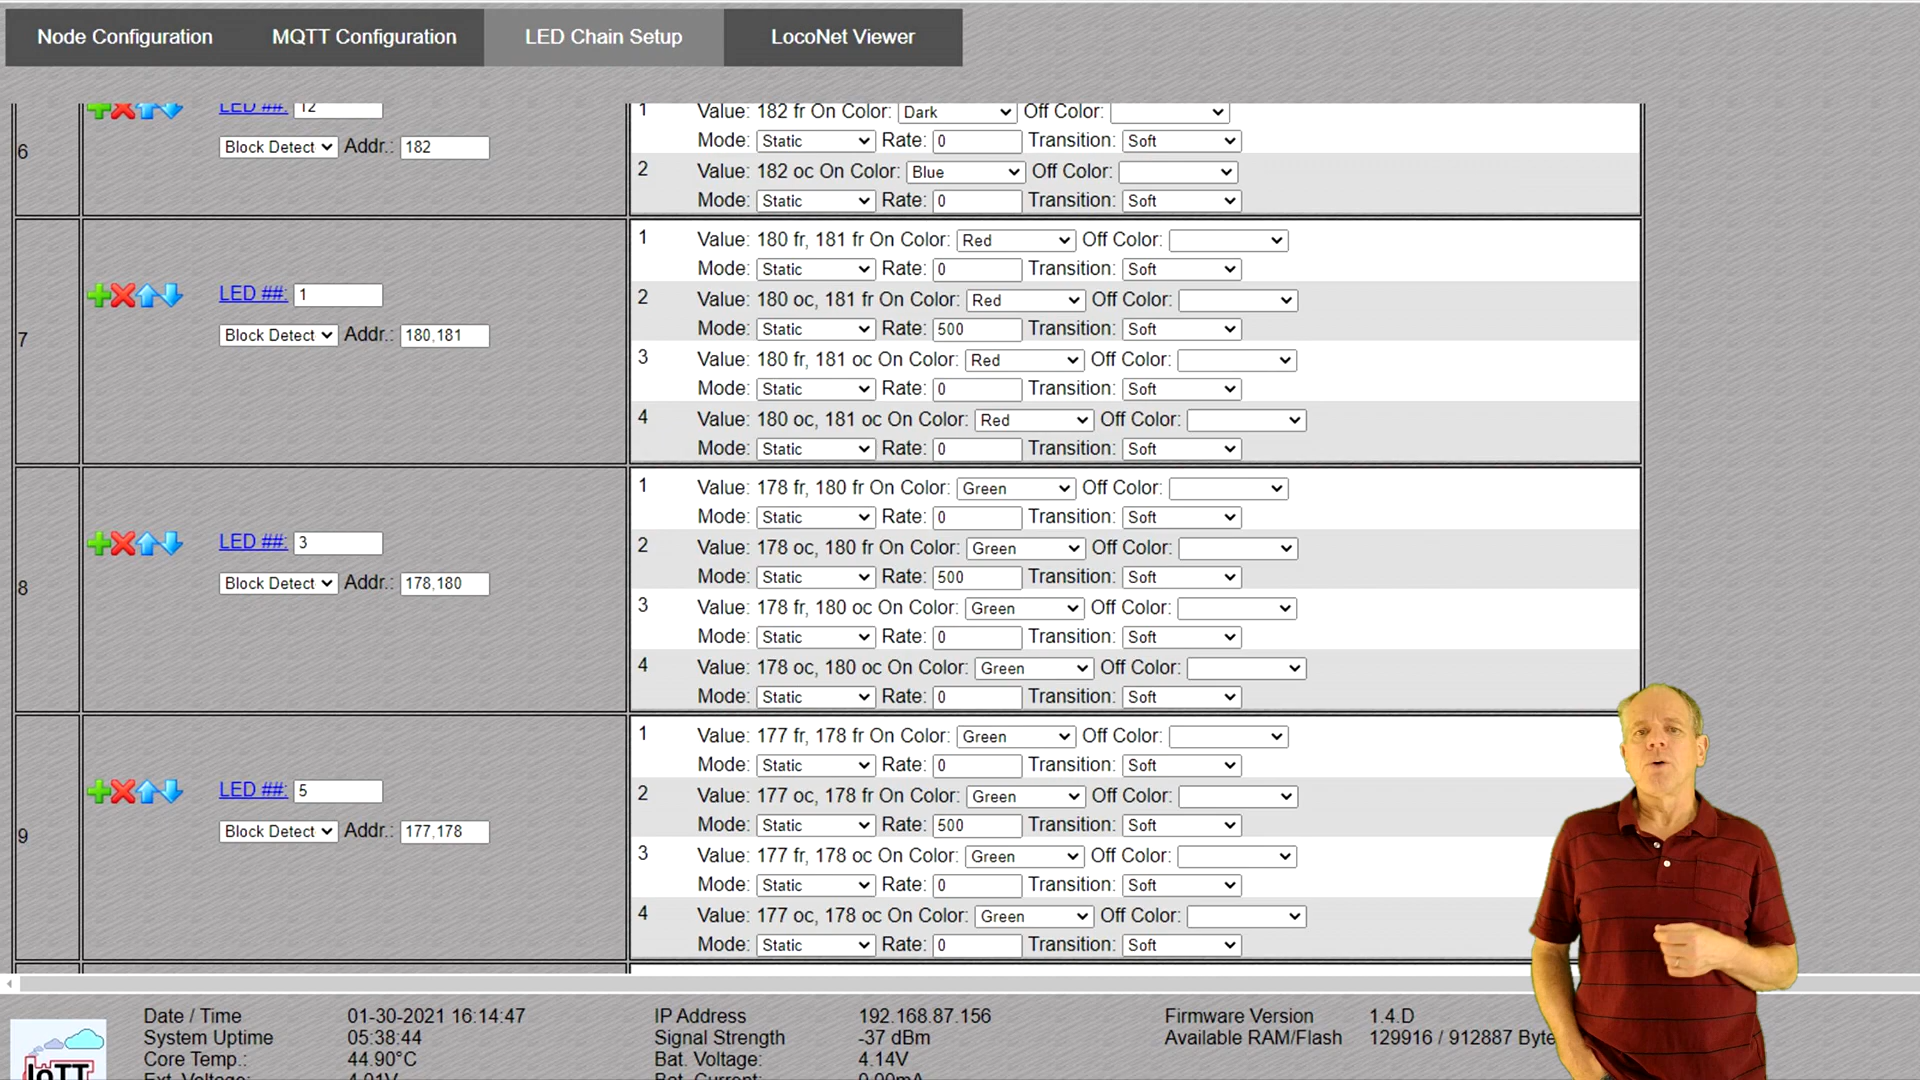 Node Configuration MQTT Configuration LED Chain Setup LocoNet Viewer
6
LED ##: 12
Block Detect Addr.: 182
1 Value: 182 fr On Color: Dark Off Color:
Mode: Static Rate: 0 Transition: Soft
2 Value: 182 oc On Color: Blue Off Color:
Mode: Static Rate: 0 Transition: Soft
7
LED ##: 1
Block Detect Addr.: 180,181
1 Value: 180 fr, 181 fr On Color: Red Off Color:
Mode: Static Rate: 0 Transition: Soft
2 Value: 180 oc, 181 fr On Color: Red Off Color:
Mode: Static Rate: 500 Transition: Soft
3 Value: 180 fr, 181 oc On Color: Red Off Color:
Mode: Static Rate: 0 Transition: Soft
4 Value: 180 oc, 181 oc On Color: Red Off Color:
Mode: Static Rate: 0 Transition: Soft
8
LED ##: 3
Block Detect Addr.: 178,180
1 Value: 178 fr, 180 fr On Color: Green Off Color:
Mode: Static Rate: 0 Transition: Soft
2 Value: 178 oc, 180 fr On Color: Green Off Color:
Mode: Static Rate: 500 Transition: Soft
3 Value: 178 fr, 180 oc On Color: Green Off Color:
Mode: Static Rate: 0 Transition: Soft
4 Value: 178 oc, 180 oc On Color: Green Off Color:
Mode: Static Rate: 0 Transition: Soft
9
LED ##: 5
Block Detect Addr.: 177,178
1 Value: 177 fr, 178 fr On Color: Green Off Color:
Mode: Static Rate: 0 Transition: Soft
2 Value: 177 oc, 178 fr On Color: Green Off Color:
Mode: Static Rate: 500 Transition: Soft
3 Value: 177 fr, 178 oc On Color: Green Off Color:
Mode: Static Rate: 0 Transition: Soft
4 Value: 177 oc, 178 oc On Color: Green Off Color:
Mode: Static Rate: 0 Transition: Soft
Date / Time 01-30-2021 16:14:47 IP Address 192.168.87.156 Firmware Version 1.4.D
System Uptime 05:38:44 Signal Strength -37 dBm Available RAM/Flash 129916 / 912887 Byte
Core Temp.: 44.90°C Bat. Voltage: 4.14V
Ext. Voltage: 4.01V Bat. Current: 0.00mA
IoTT